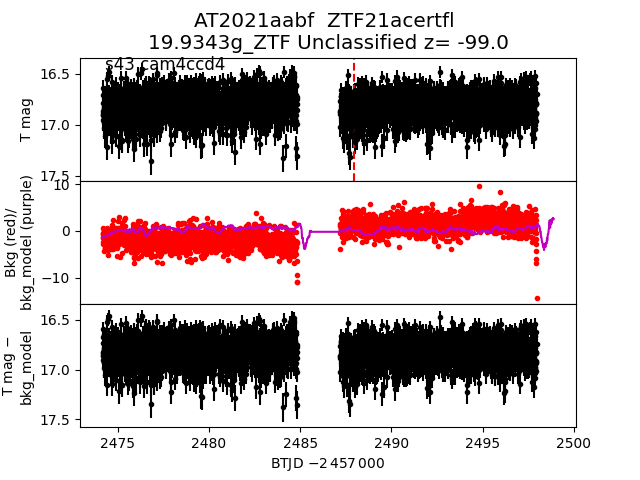 AT2021aabf  ZTF21acertfl
19.9343g_ZTF Unclassified z= -99.0
s43 cam4ccd4
16.5
17.0
17.5
T mag
10
0
−10
Bkg (red)/
bkg_model (purple)
16.5
17.0
17.5
T mag −
bkg_model
2475
2480
2485
2490
2495
2500
BTJD −2 457 000